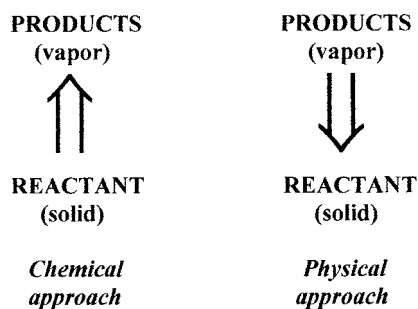 PRODUCTS
(vapor)
REACTANT
(solid)
Chemical
approach
PRODUCTS
(vapor)
REACTANT
(solid)
Physical
approach